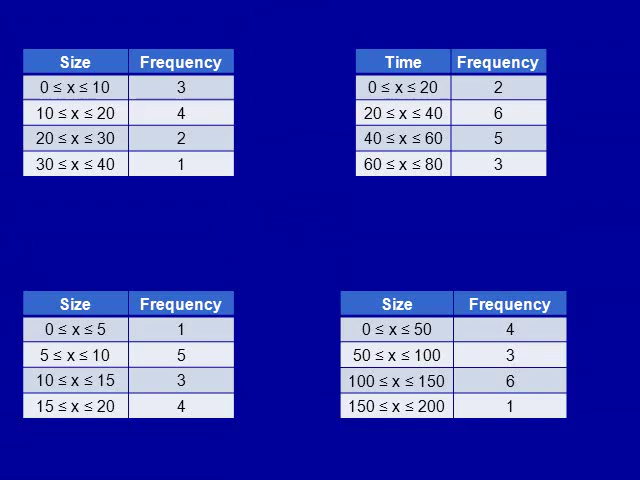 Size Frequency
0 ≤ x ≤ 10 3
10 ≤ x ≤ 20 4
20 ≤ x ≤ 30 2
30 ≤ x ≤ 40 1
Time Frequency
0 ≤ x ≤ 20 2
20 ≤ x ≤ 40 6
40 ≤ x ≤ 60 5
60 ≤ x ≤ 80 3
Size Frequency
0 ≤ x ≤ 5 1
5 ≤ x ≤ 10 5
10 ≤ x ≤ 15 3
15 ≤ x ≤ 20 4
Size Frequency
0 ≤ x ≤ 50 4
50 ≤ x ≤ 100 3
100 ≤ x ≤ 150 6
150 ≤ x ≤ 200 1